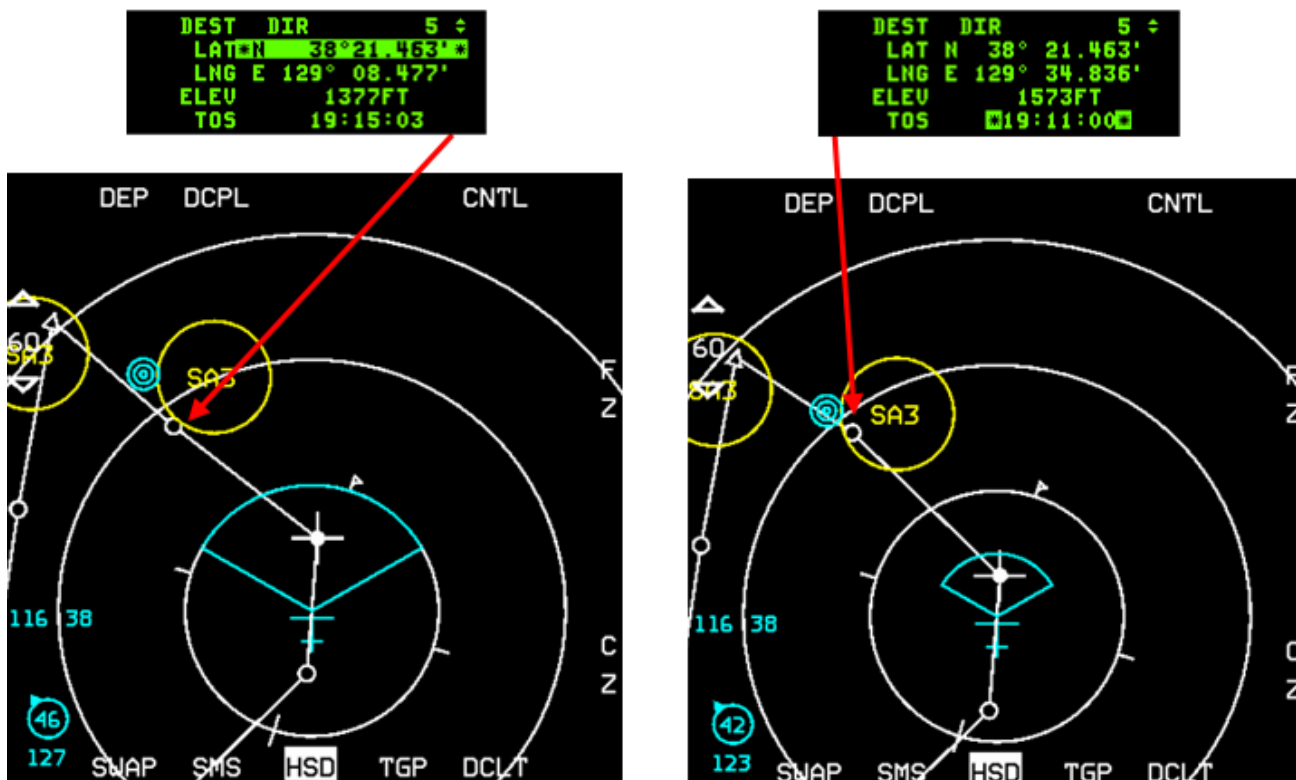 DEST DIR 5
LAT *N 38°21.463'*
LNG E 129° 08.477'
ELEV 1377FT
TOS 19:15:03
DEP DCPL CNTL
60
SA3
SA3
F
Z
116 38
C
Z
46
127
SWAP SMS HSD TGP DCLT
DEST DIR 5
LAT N 38° 21.463'
LNG E 129° 34.836'
ELEV 1573FT
TOS *19:11:00*
DEP DCPL CNTL
60
SA3
SA3
F
Z
116 38
C
Z
42
123
SWAP SMS HSD TGP DCLT